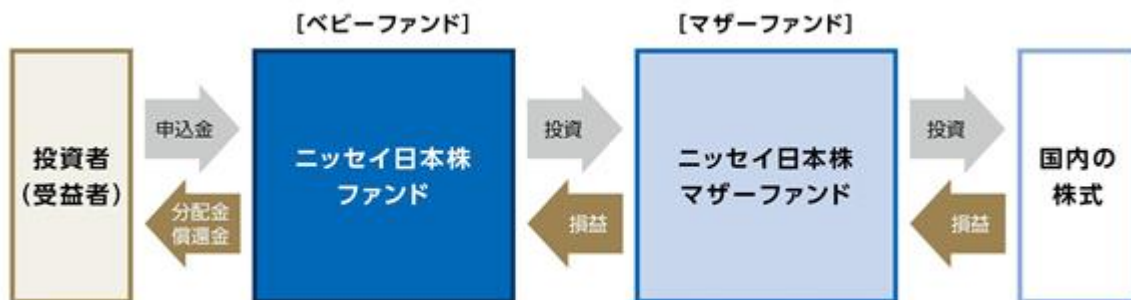 ［ベビーファンド］
［マザーファンド］
投資者
（受益者）
申込金
分配金
償還金
ニッセイ日本株
ファンド
投資
損益
ニッセイ日本株
マザーファンド
投資
損益
国内の
株式